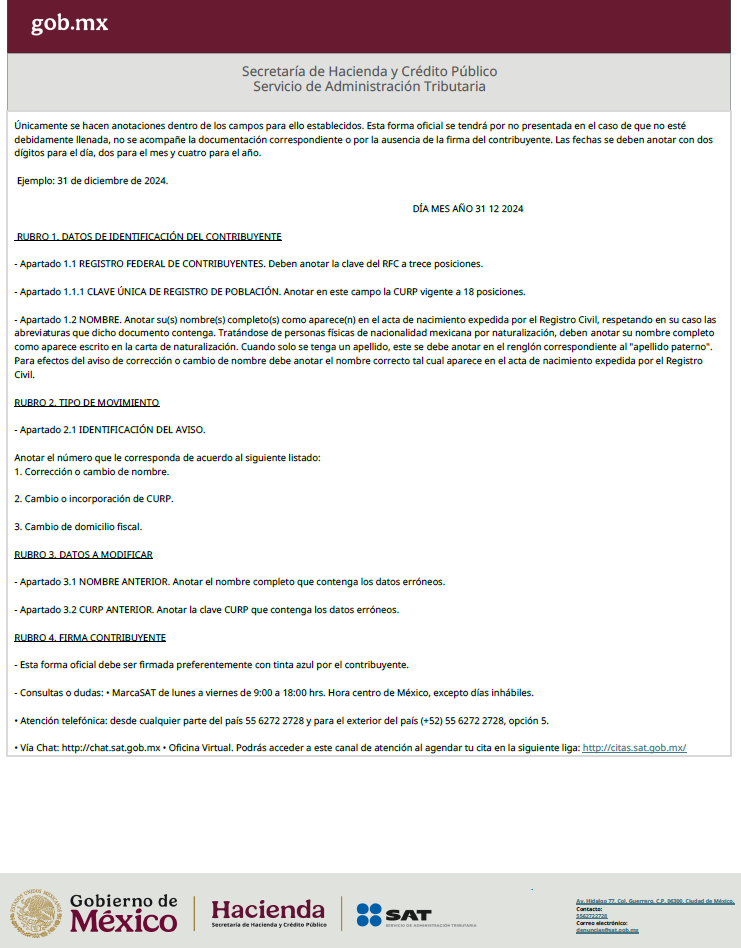 gob.mx
Secretaría de Hacienda y Crédito Público
Servicio de Administración Tributaria
Únicamente se hacen anotaciones dentro de los campos para ello establecidos. Esta forma oficial se tendrá por no presentada en el caso de que no esté
debidamente llenada, no se acompañe la documentación correspondiente o por la ausencia de la firma del contribuyente. Las fechas se deben anotar con dos
dígitos para el día, dos para el mes y cuatro para el año.
Ejemplo: 31 de diciembre de 2024.
DÍA MES AÑO 31 12 2024
RUBRO 1. DATOS DE IDENTIFICACIÓN DEL CONTRIBUYENTE
- Apartado 1.1 REGISTRO FEDERAL DE CONTRIBUYENTES. Deben anotar la clave del RFC a trece posiciones.
- Apartado 1.1.1 CLAVE ÚNICA DE REGISTRO DE POBLACIÓN. Anotar en este campo la CURP vigente a 18 posiciones.
- Apartado 1.2 NOMBRE. Anotar su(s) nombre(s) completo(s) como aparece(n) en el acta de nacimiento expedida por el Registro Civil, respetando en su caso las
abreviaturas que dicho documento contenga. Tratándose de personas físicas de nacionalidad mexicana por naturalización, deben anotar su nombre completo
como aparece escrito en la carta de naturalización. Cuando solo se tenga un apellido, este se debe anotar en el renglón correspondiente al "apellido paterno".
Para efectos del aviso de corrección o cambio de nombre debe anotar el nombre correcto tal cual aparece en el acta de nacimiento expedida por el Registro
Civil.
RUBRO 2. TIPO DE MOVIMIENTO
- Apartado 2.1 IDENTIFICACIÓN DEL AVISO.
Anotar el número que le corresponda de acuerdo al siguiente listado:
1. Corrección o cambio de nombre.
2. Cambio o incorporación de CURP.
3. Cambio de domicilio fiscal.
RUBRO 3. DATOS A MODIFICAR
- Apartado 3.1 NOMBRE ANTERIOR. Anotar el nombre completo que contenga los datos erróneos.
- Apartado 3.2 CURP ANTERIOR. Anotar la clave CURP que contenga los datos erróneos.
RUBRO 4. FIRMA CONTRIBUYENTE
- Esta forma oficial debe ser firmada preferentemente con tinta azul por el contribuyente.
- Consultas o dudas: • MarcaSAT de lunes a viernes de 9:00 a 18:00 hrs. Hora centro de México, excepto días inhábiles.
• Atención telefónica: desde cualquier parte del país 55 6272 2728 y para el exterior del país (+52) 55 6272 2728, opción 5.
• Vía Chat: http://chat.sat.gob.mx • Oficina Virtual. Podrás acceder a este canal de atención al agendar tu cita en la siguiente liga: http://citas.sat.gob.mx/
ESTADOS UNIDOS MEXICANOS
Gobierno de
México
Hacienda
Secretaría de Hacienda y Crédito Público
SAT
SERVICIO DE ADMINISTRACIÓN TRIBUTARIA
Av. Hidalgo 77, Col. Guerrero, C.P. 06300, Ciudad de México.
Contacto:
5562722728
Correo electrónico:
denuncias@sat.gob.mx